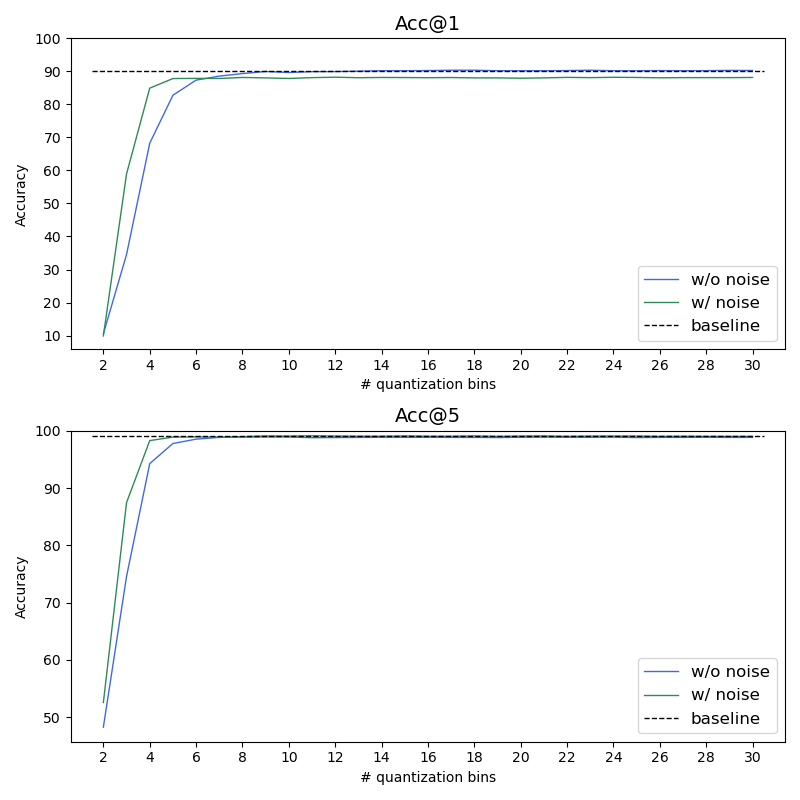 Acc@1
100
90
80
70
60
50
40
30
20
10
Accuracy
w/o noise
w/ noise
baseline
2 4 6 8 10 12 14 16 18 20 22 24 26 28 30
# quantization bins
Acc@5
100
90
80
70
60
50
Accuracy
w/o noise
w/ noise
baseline
2 4 6 8 10 12 14 16 18 20 22 24 26 28 30
# quantization bins